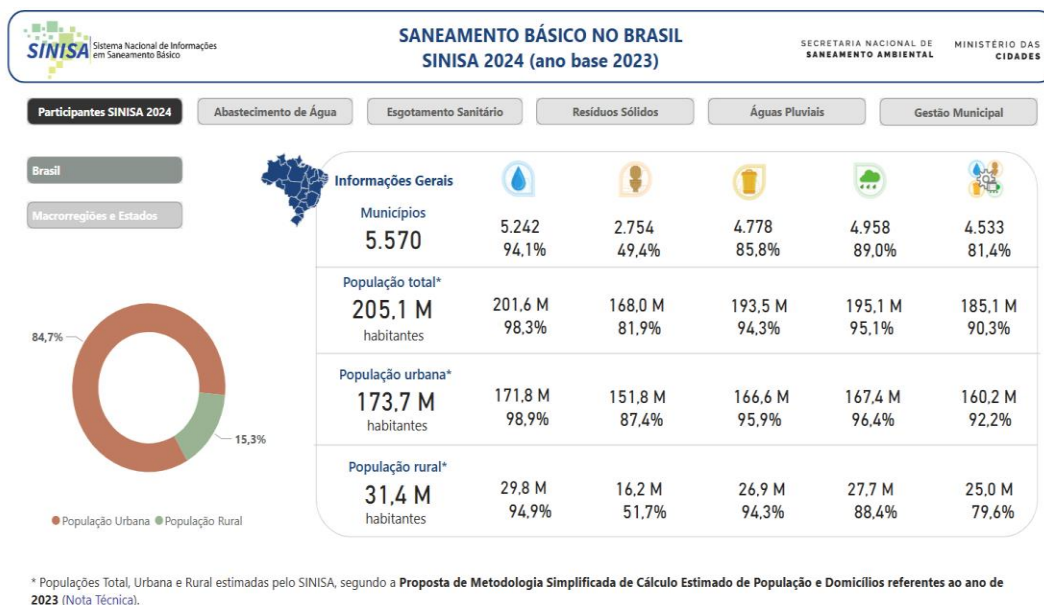 SINISA
Sistema Nacional de Informações
em Saneamento Básico
SANEAMENTO BÁSICO NO BRASIL
SINISA 2024 (ano base 2023)
SECRETARIA NACIONAL DE
SANEAMENTO AMBIENTAL
MINISTÉRIO DAS
CIDADES
Participantes SINISA 2024
Abastecimento de Água
Esgotamento Sanitário
Resíduos Sólidos
Águas Pluviais
Gestão Municipal
Brasil
Macrorregiões e Estados
84,7%
15,3%
População Urbana População Rural
Informações Gerais
Municípios
5.570
5.242 2.754 4.778 4.958 4.533
94,1% 49,4% 85,8% 89,0% 81,4%
População total*
205,1 M
habitantes
201,6 M 168,0 M 193,5 M 195,1 M 185,1 M
98,3% 81,9% 94,3% 95,1% 90,3%
População urbana*
173,7 M
habitantes
171,8 M 151,8 M 166,6 M 167,4 M 160,2 M
98,9% 87,4% 95,9% 96,4% 92,2%
População rural*
31,4 M
habitantes
29,8 M 16,2 M 26,9 M 27,7 M 25,0 M
94,9% 51,7% 94,3% 88,4% 79,6%
* Populações Total, Urbana e Rural estimadas pelo SINISA, segundo a Proposta de Metodologia Simplificada de Cálculo Estimado de População e Domicílios referentes ao ano de
2023 (Nota Técnica).